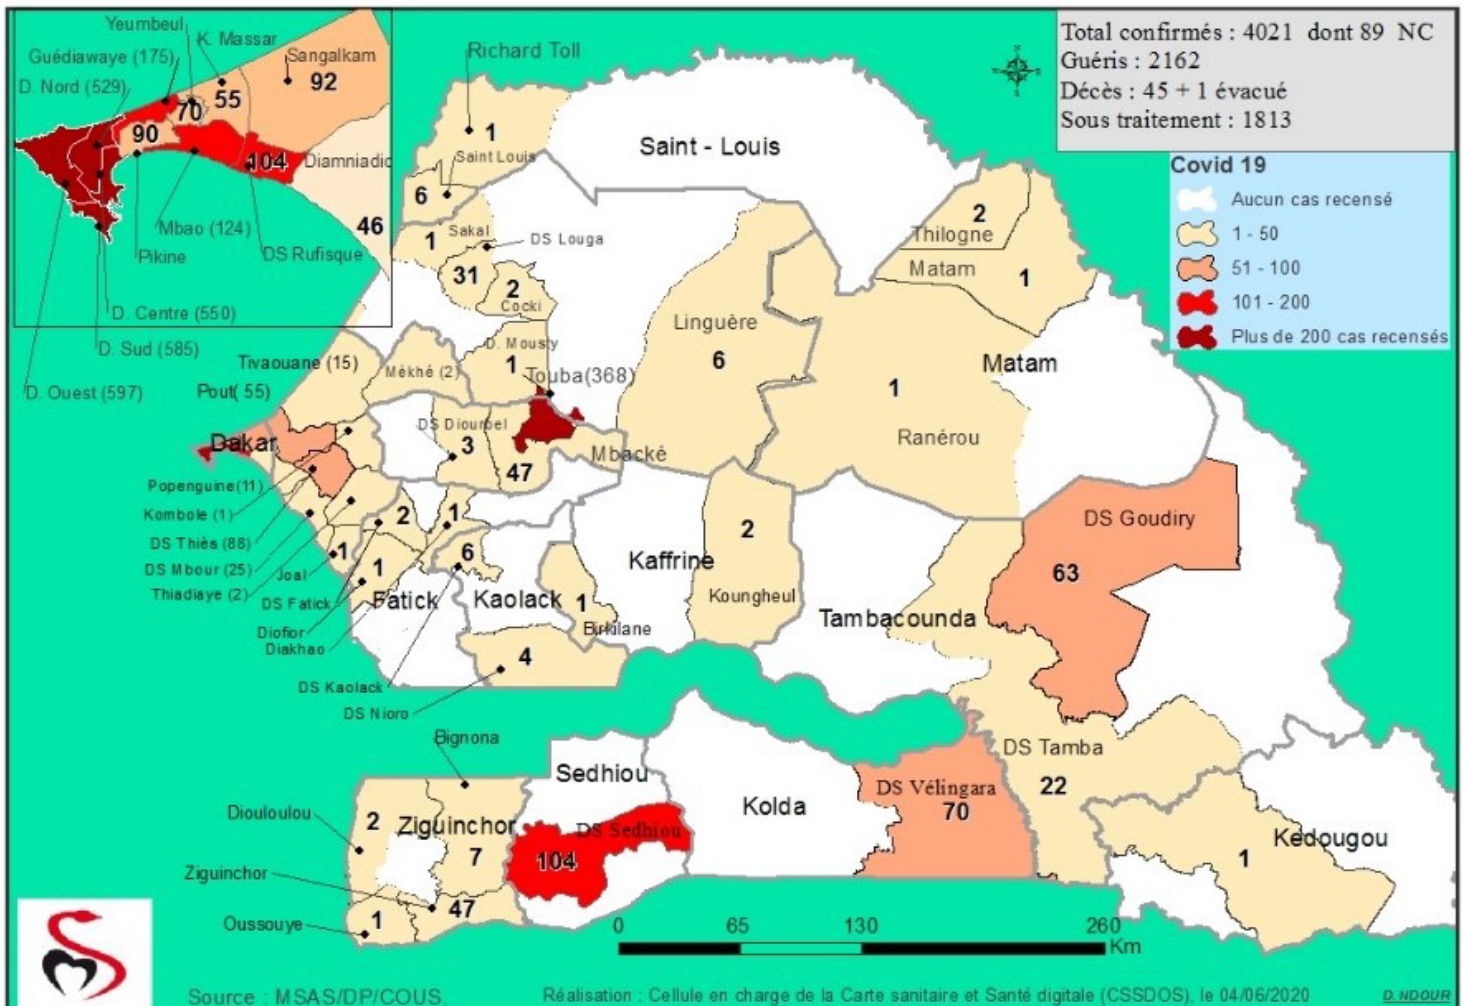 Total confirmés : 4021 dont 89 NC
Guéris : 2162
Décès : 45 + 1 évacué
Sous traitement : 1813
Covid 19
Aucun cas recensé
1 - 50
51 - 100
101 - 200
Plus de 200 cas recensés
Yeumbeul
K. Massar
Guédiawaye (175)
Sangalkam
92
D. Nord (529)
55
70
90
104
Diamniadio
46
Mbao (124)
Pikine
DS Rufisque
D. Centre (550)
D. Sud (585)
D. Ouest (597)
Richard Toll
1
Saint Louis
6
Saint - Louis
Sakal
1
DS Louga
31
2
Cocki
2
Thilogne
Matam
1
Linguère
6
Matam
1
Ranérou
D. Mousty
1
Touba(368)
Tivaouane (15)
Mékhé (2)
Pout( 55)
Dakar
DS Diourbel
3
47
Mbacké
Popenguine(11)
Kombole (1)
DS Thiès (88)
DS Mbour (25)
Thiadiaye (2)
Joal
1
DS Fatick
2
1
Diofior
Diakhao
1
6
Fatick
Kaolack
DS Kaolack
DS Nioro
4
1
Birkilane
Kaffrine
2
Koungheul
Tambacounda
DS Goudiry
63
DS Tamba
22
Bignona
Diouloulou
2
Ziguinchor
7
Ziguinchor
47
Oussouye
1
Sedhiou
DS Sedhiou
104
Kolda
DS Vélingara
70
Kédougou
1
0 65 130 260
Km
Source : MSAS/DP/COUS.
Réalisation : Cellule en charge de la Carte sanitaire et Santé digitale (CSSDOS), le 04/06/2020
D. NDOUR